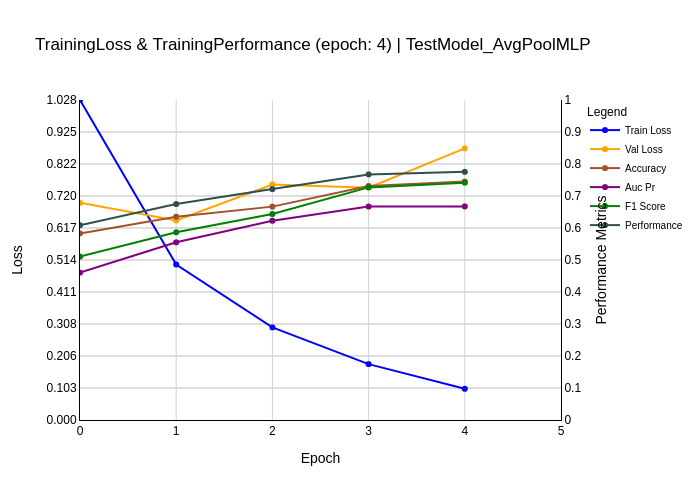 TrainingLoss & TrainingPerformance (epoch: 4) | TestModel_AvgPoolMLP
1.028
0.925
0.822
0.720
0.617
0.514
0.411
0.308
0.206
0.103
0.000
Loss
0 1 2 3 4 5
Epoch
1
0.9
0.8
0.7
0.6
0.5
0.4
0.3
0.2
0.1
0
Performance Metrics
Legend
Train Loss
Val Loss
Accuracy
Auc Pr
F1 Score
Performance